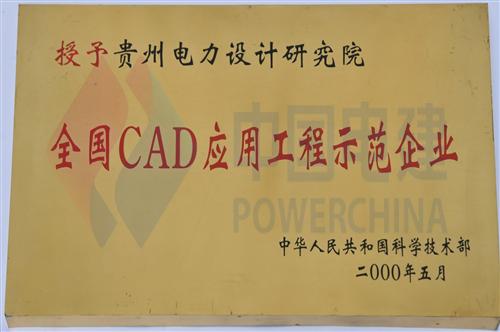 授予贵州电力设计研究院
全国CAD应用工程示范企业
中国电建
POWERCHINA
中华人民共和国科学技术部
二000年五月